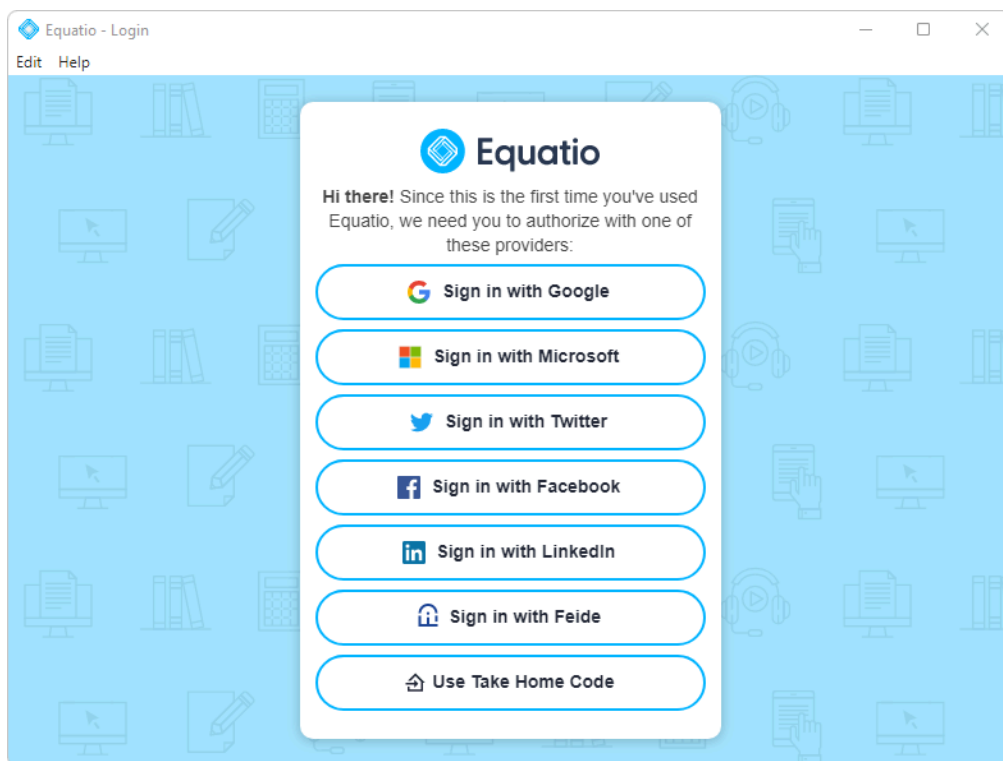 Equatio - Login
Edit Help
Equatio
Hi there! Since this is the first time you've used
Equatio, we need you to authorize with one of
these providers:
Sign in with Google
Sign in with Microsoft
Sign in with Twitter
Sign in with Facebook
Sign in with LinkedIn
Sign in with Feide
Use Take Home Code